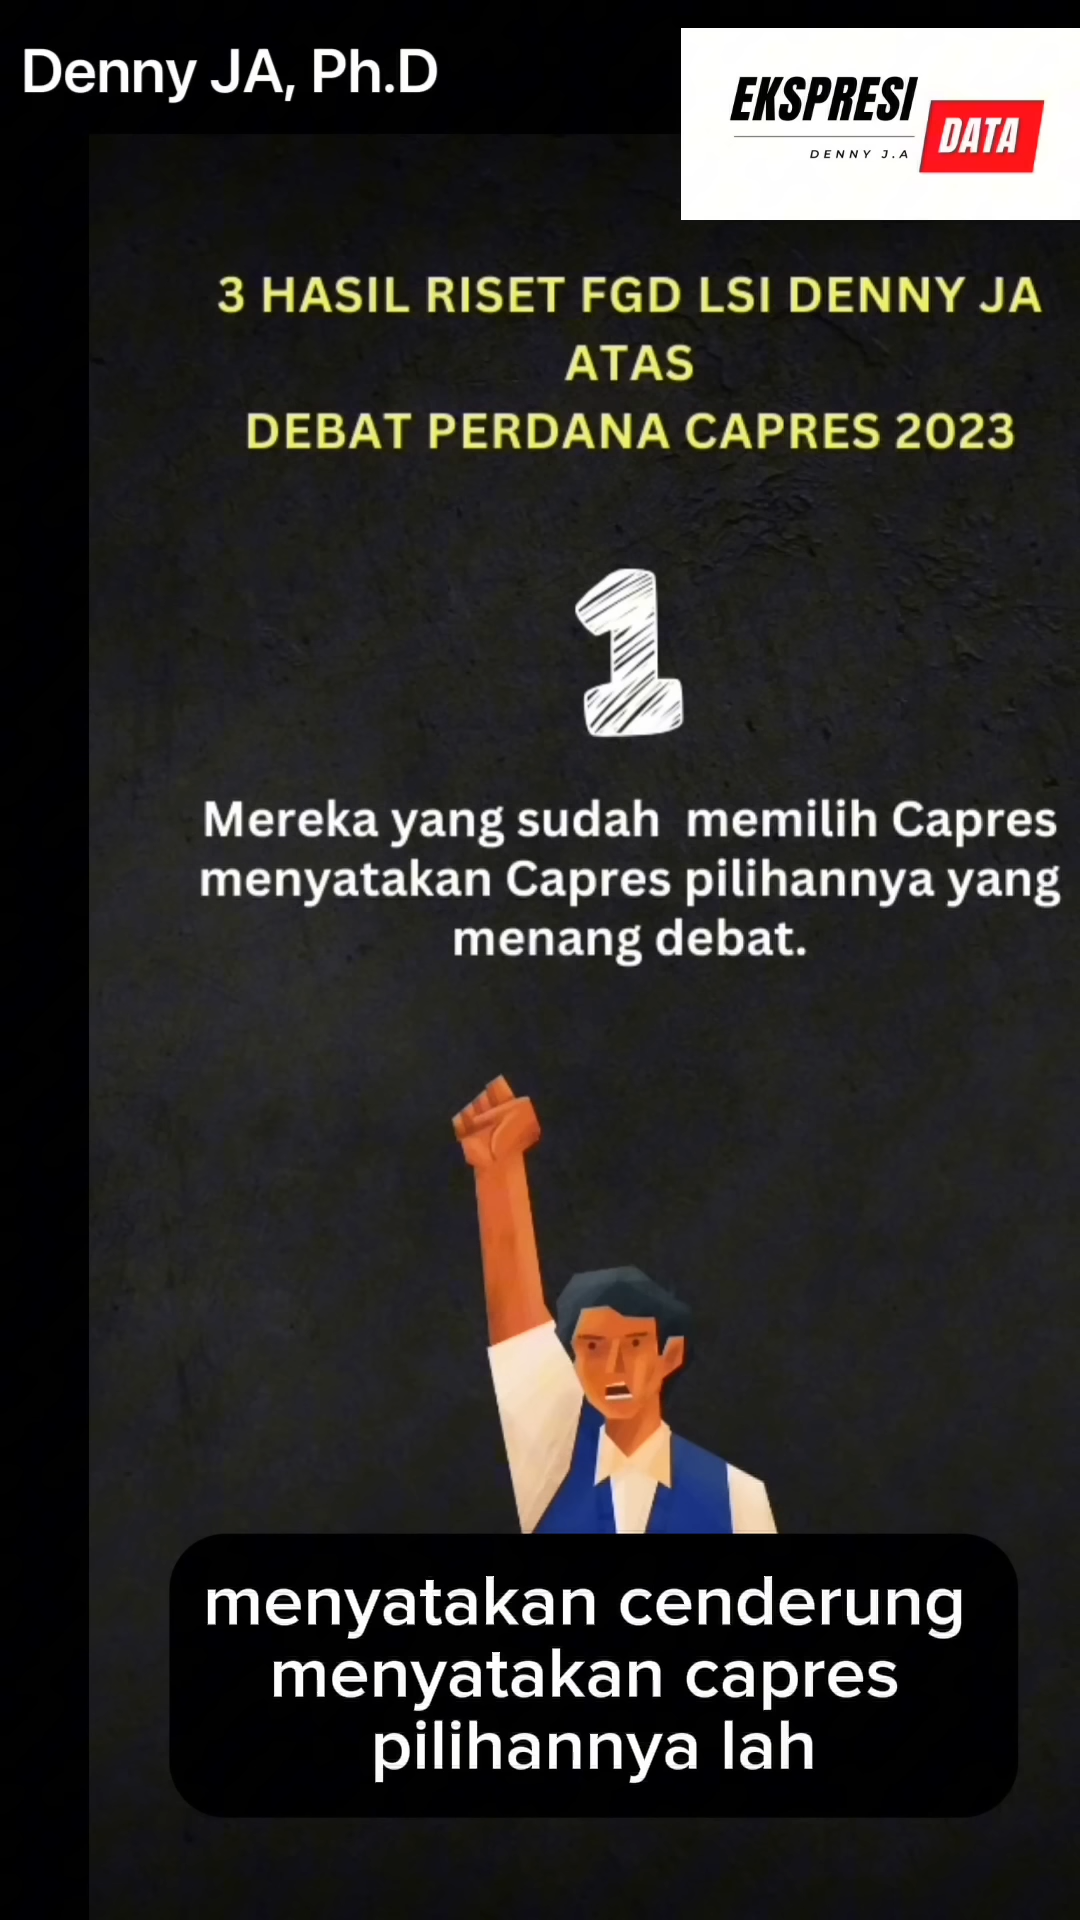 Denny JA, Ph.D
EKSPRESI
DATA
DENNY J.A
3 HASIL RISET FGD LSI DENNY JA
ATAS
DEBAT PERDANA CAPRES 2023
1
Mereka yang sudah memilih Capres
menyatakan Capres pilihannya yang
menang debat.
menyatakan cenderung
menyatakan capres
pilihannya lah